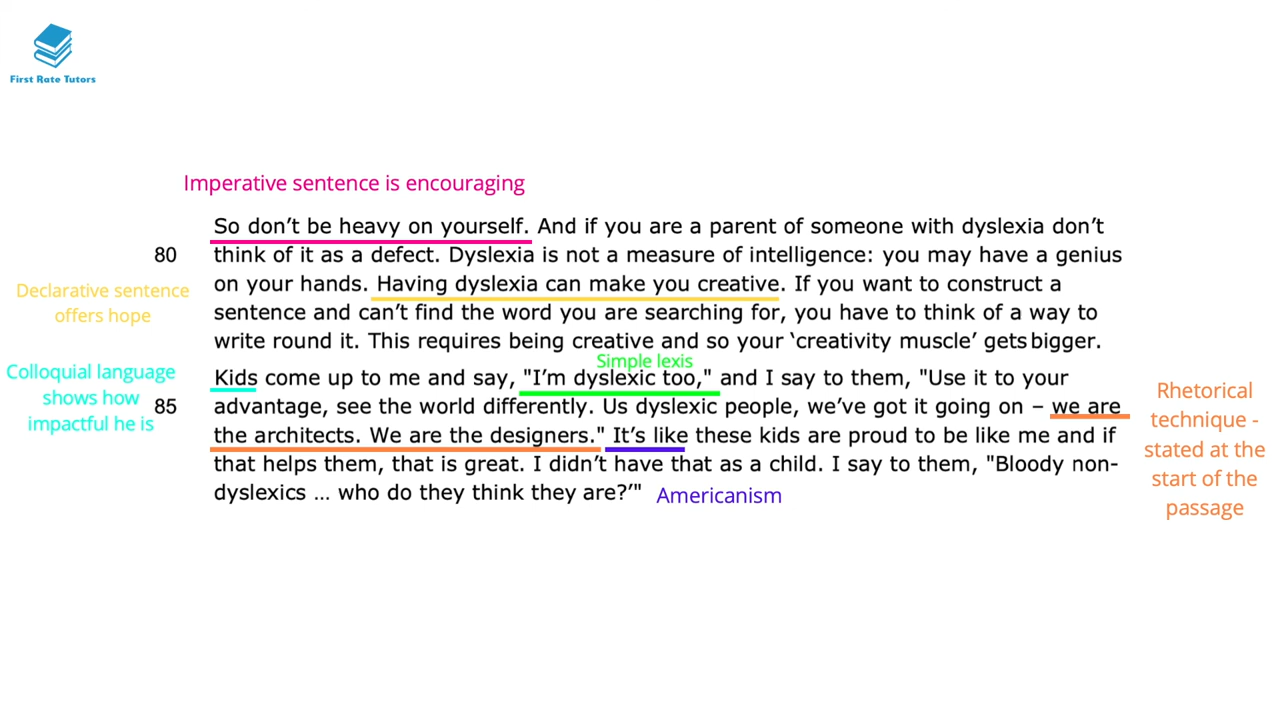 First Rate Tutors
Imperative sentence is encouraging
So don't be heavy on yourself. And if you are a parent of someone with dyslexia don't
80 think of it as a defect. Dyslexia is not a measure of intelligence: you may have a genius
on your hands. Having dyslexia can make you creative. If you want to construct a
Declarative sentence
offers hope
sentence and can't find the word you are searching for, you have to think of a way to
write round it. This requires being creative and so your 'creativity muscle' gets bigger.
Simple lexis
Colloquial language
shows how
impactful he is
Kids come up to me and say, "I'm dyslexic too," and I say to them, "Use it to your
85 advantage, see the world differently. Us dyslexic people, we've got it going on – we are
the architects. We are the designers." It's like these kids are proud to be like me and if
that helps them, that is great. I didn't have that as a child. I say to them, "Bloody non-
dyslexics ... who do they think they are?'"
Americanism
Rhetorical
technique -
stated at the
start of the
passage